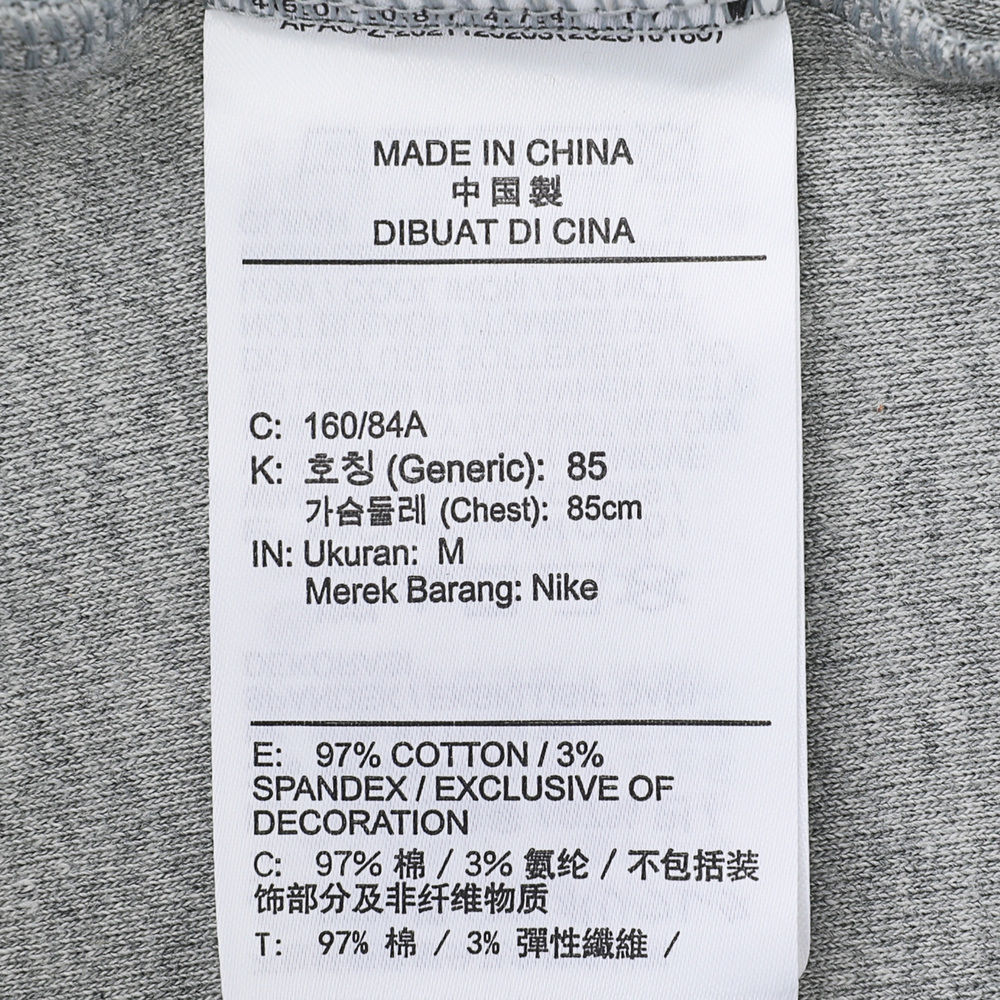 MADE IN CHINA
中国製
DIBUAT DI CINA
C: 160/84A
K: 호칭 (Generic): 85
가슴둘레 (Chest): 85cm
IN: Ukuran: M
Merek Barang: Nike
E: 97% COTTON / 3%
SPANDEX / EXCLUSIVE OF
DECORATION
C: 97% 棉 / 3% 氨纶 / 不包括装
饰部分及非纤维物质
T: 97% 棉 / 3% 彈性纖維 /